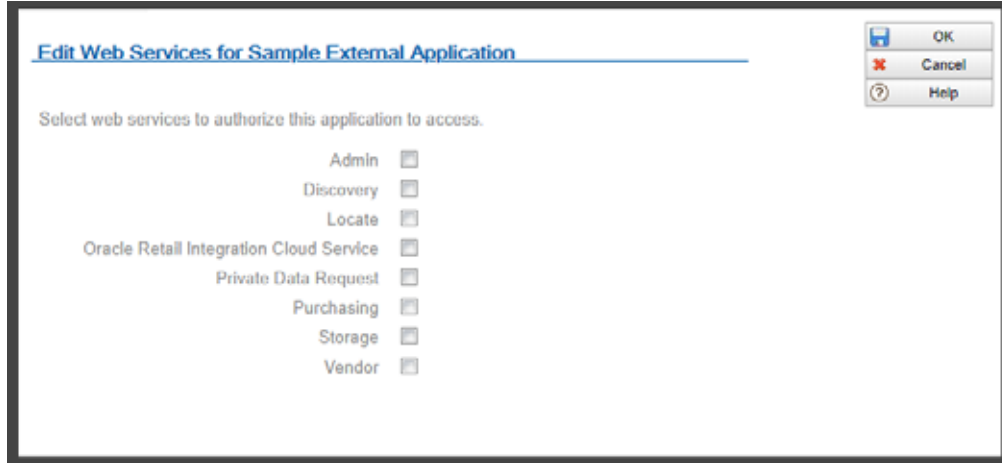 Edit Web Services for Sample External Application
OK
Cancel
Help
Select web services to authorize this application to access.
Admin
Discovery
Locate
Oracle Retail Integration Cloud Service
Private Data Request
Purchasing
Storage
Vendor